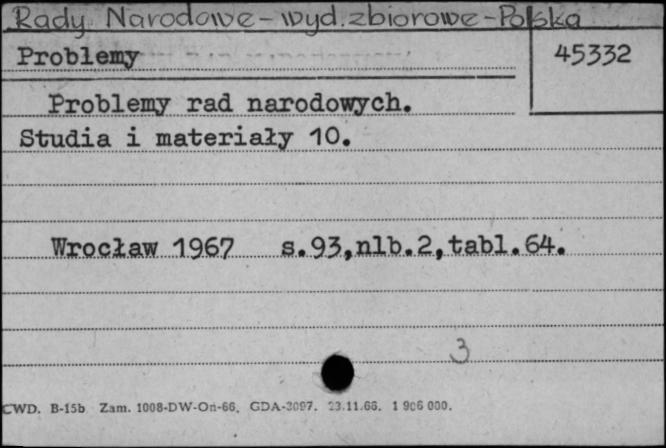 Rady Narodowe - wyd. zbiorowe - Polska
Problemy
45332
Problemy rad narodowych.
Studia i materiały 10.
Wrocław 1967 s.93,nlb.2,tabl.64.
3
CWD. B-15b Zam. 1008-DW-On-66. GDA-3097. 23.11.66. 1 906 000.